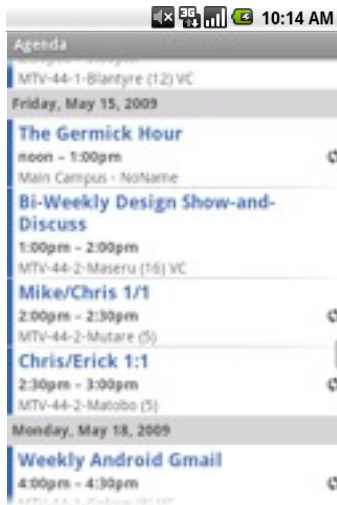 10:14 AM
Agenda
MTV-44-1-Blantyre (12) VC
Friday, May 15, 2009
The Germick Hour
noon – 1:00pm
Main Campus - NoName
Bi-Weekly Design Show-and-
Discuss
1:00pm – 2:00pm
MTV-44-2-Maseru (16) VC
Mike/Chris 1/1
2:00pm – 2:30pm
MTV-44-2-Mutare (5)
Chris/Erick 1:1
2:30pm – 3:00pm
MTV-44-2-Matobo (5)
Monday, May 18, 2009
Weekly Android Gmail
4:00pm – 4:30pm